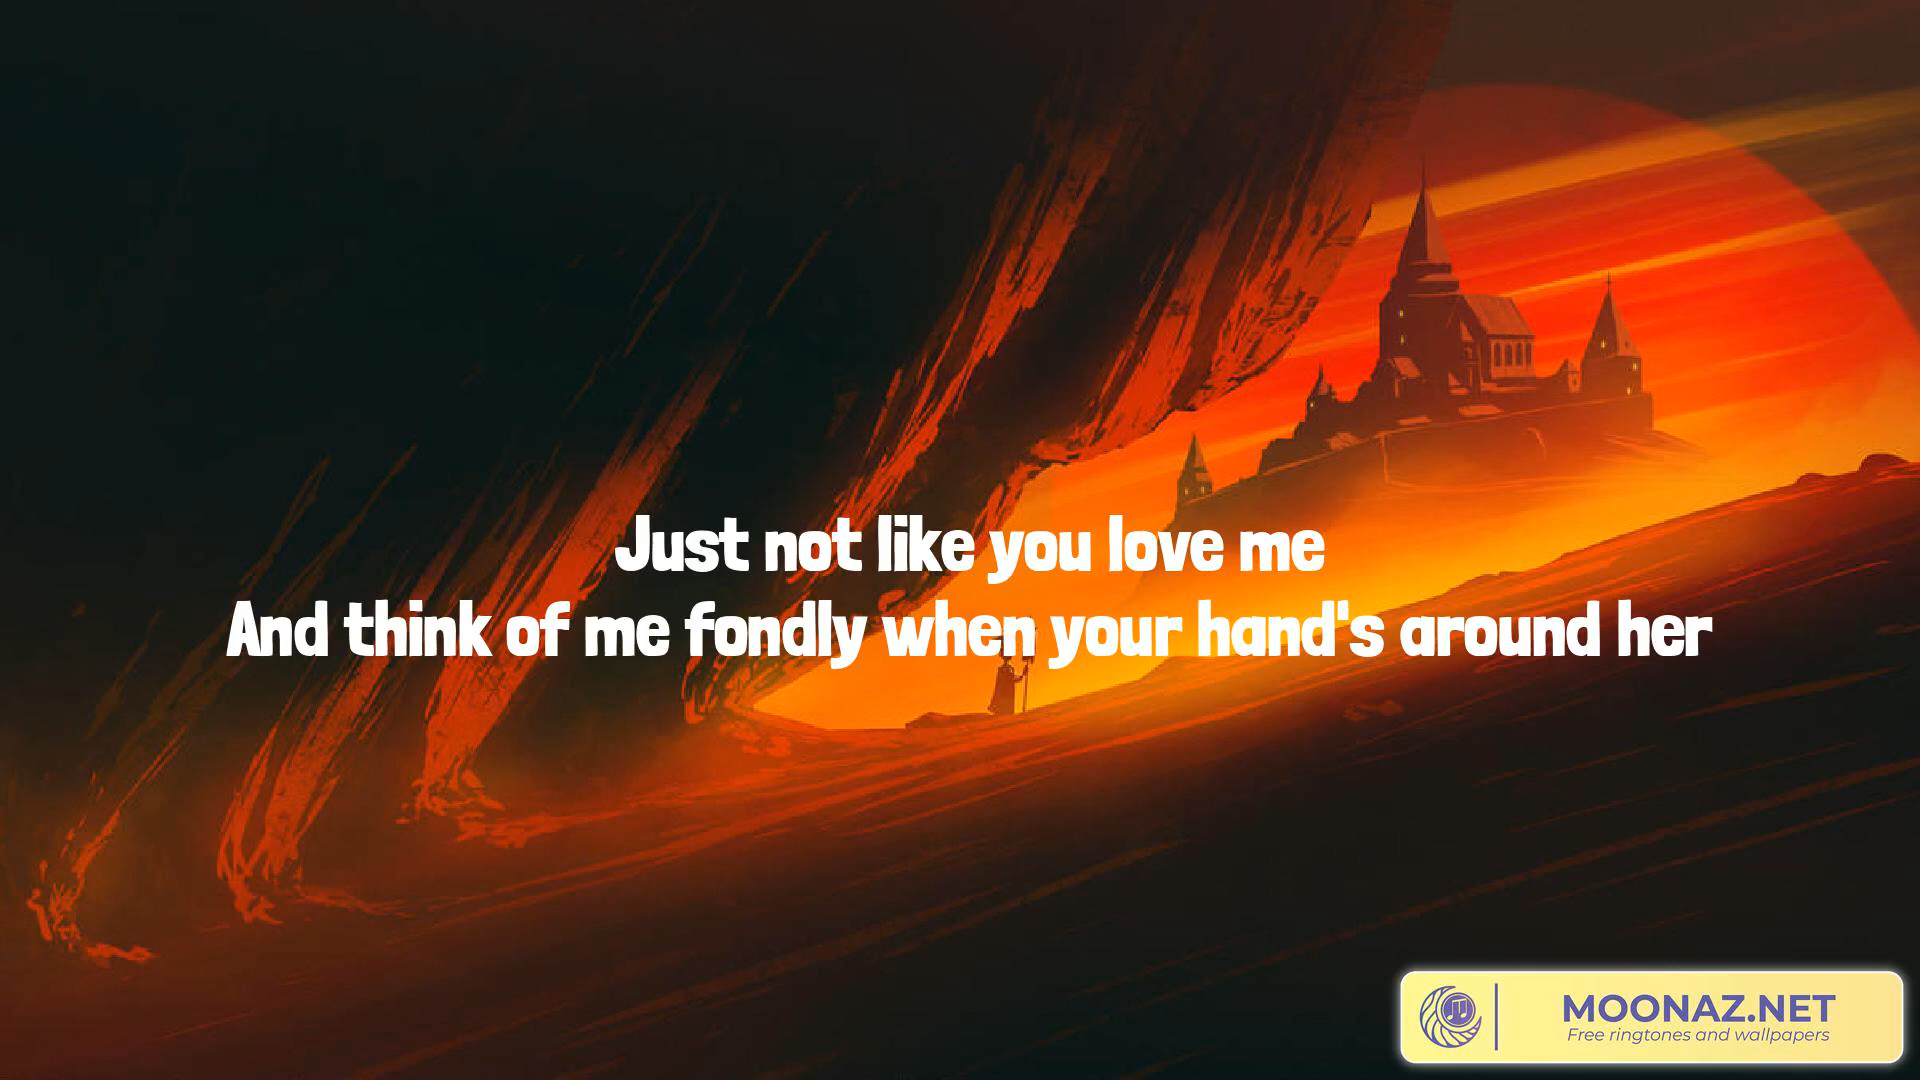 Just not like you love me
And think of me fondly when your hand's around her
MOONAZ.NET
Free ringtones and wallpapers